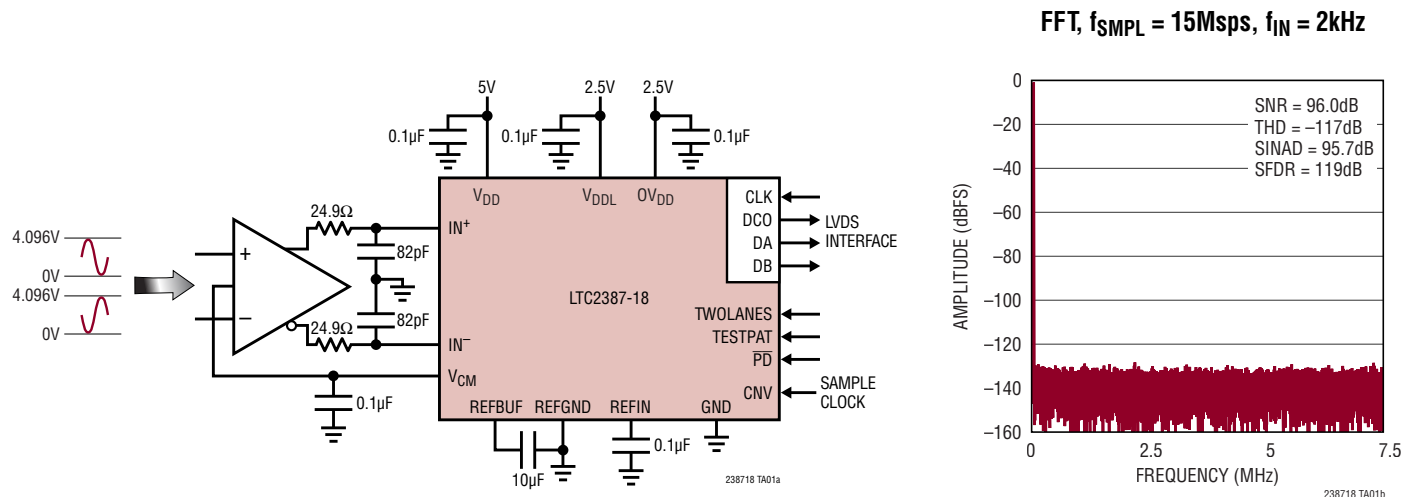 FFT, fSMPL = 15Msps, fIN = 2kHz
5V
2.5V
2.5V
0.1µF
0.1µF
0.1µF
VDD
VDDL
OVDD
CLK
DCO
DA
DB
LVDS
INTERFACE
24.9Ω
IN+
4.096V
0V
4.096V
0V
+
–
82pF
82pF
LTC2387-18
24.9Ω
IN–
VCM
TWOLANES
TESTPAT
PD
CNV
SAMPLE
CLOCK
0.1µF
REFBUF
REFGND
REFIN
GND
10µF
0.1µF
238718 TA01a
SNR = 96.0dB
THD = –117dB
SINAD = 95.7dB
SFDR = 119dB
AMPLITUDE (dBFS)
0
–20
–40
–60
–80
–100
–120
–140
–160
0
2.5
5
7.5
FREQUENCY (MHz)
238718 TA01b